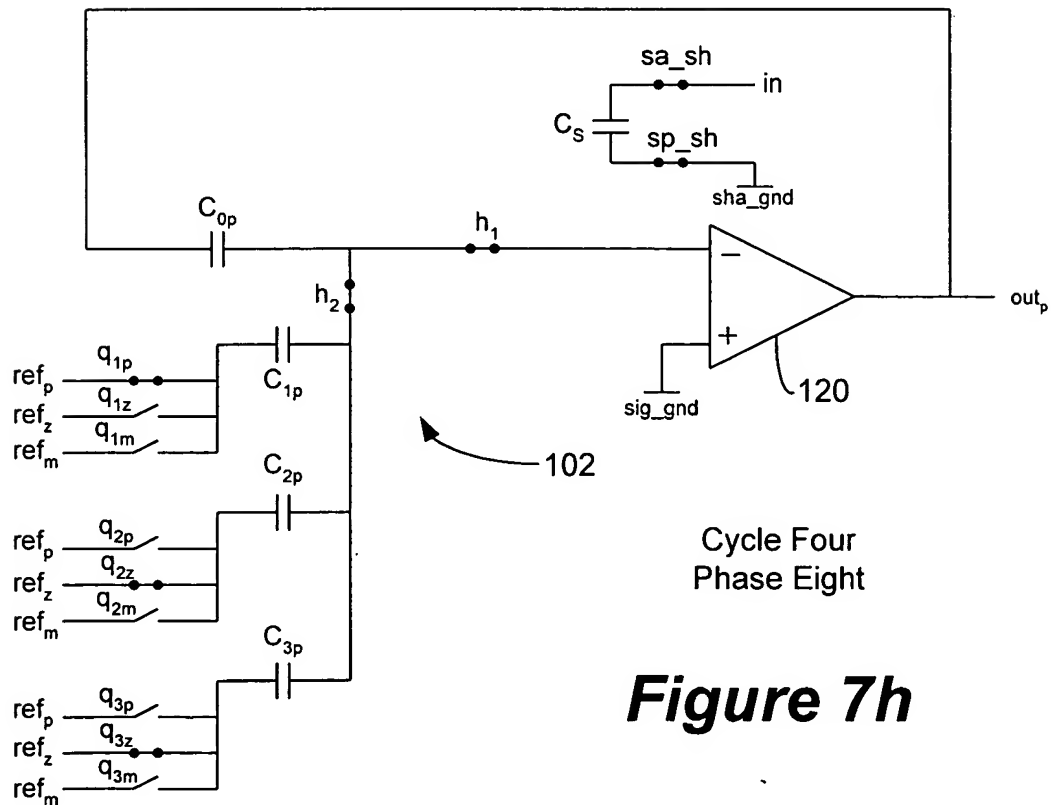 sa_sh
in
C_S
sp_sh
sha_gnd
C_0p
h_1
h_2
−
+
out_p
120
sig_gnd
102
ref_p q_1p
ref_z q_1z
ref_m q_1m
C_1p
ref_p q_2p
ref_z q_2z
ref_m q_2m
C_2p
ref_p q_3p
ref_z q_3z
ref_m q_3m
C_3p
Cycle Four
Phase Eight
Figure 7h